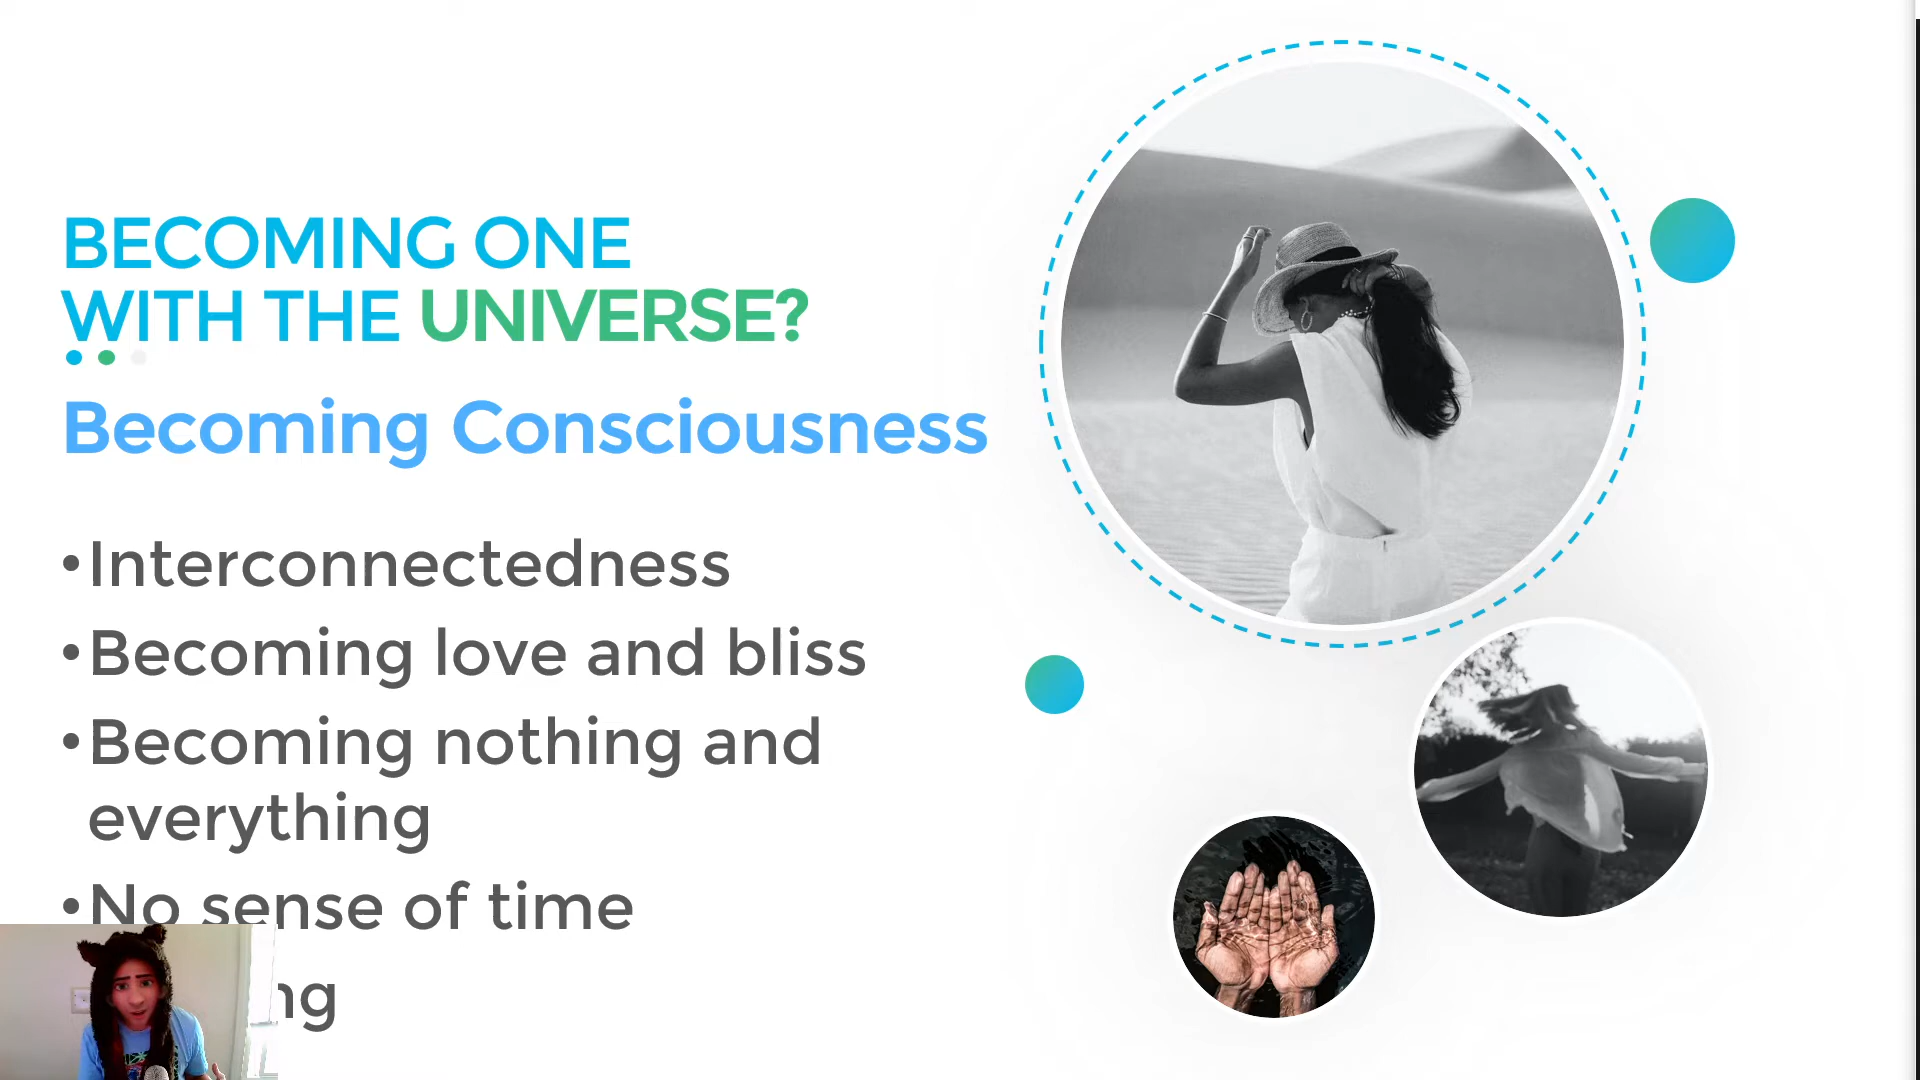 BECOMING ONE
WITH THE UNIVERSE?
Becoming Consciousness
•Interconnectedness
•Becoming love and bliss
•Becoming nothing and
everything
•No sense of time